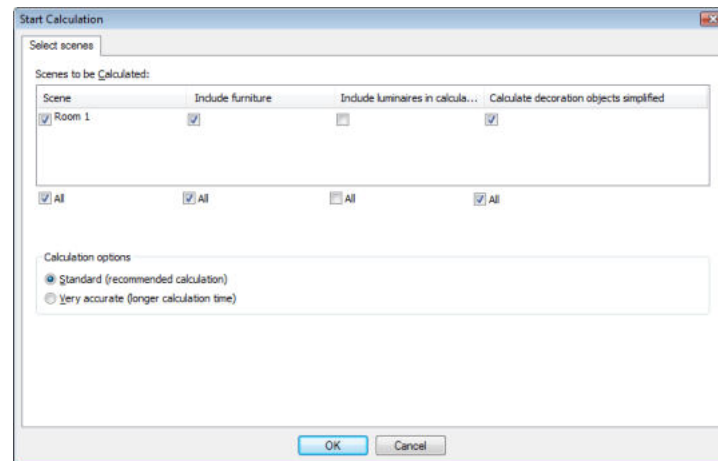 Start Calculation
Select scenes
Scenes to be Calculated:
Scene Include furniture Include luminaires in calcula... Calculate decoration objects simplified
Room 1
All All All All
Calculation options
Standard (recommended calculation)
Very accurate (longer calculation time)
OK Cancel